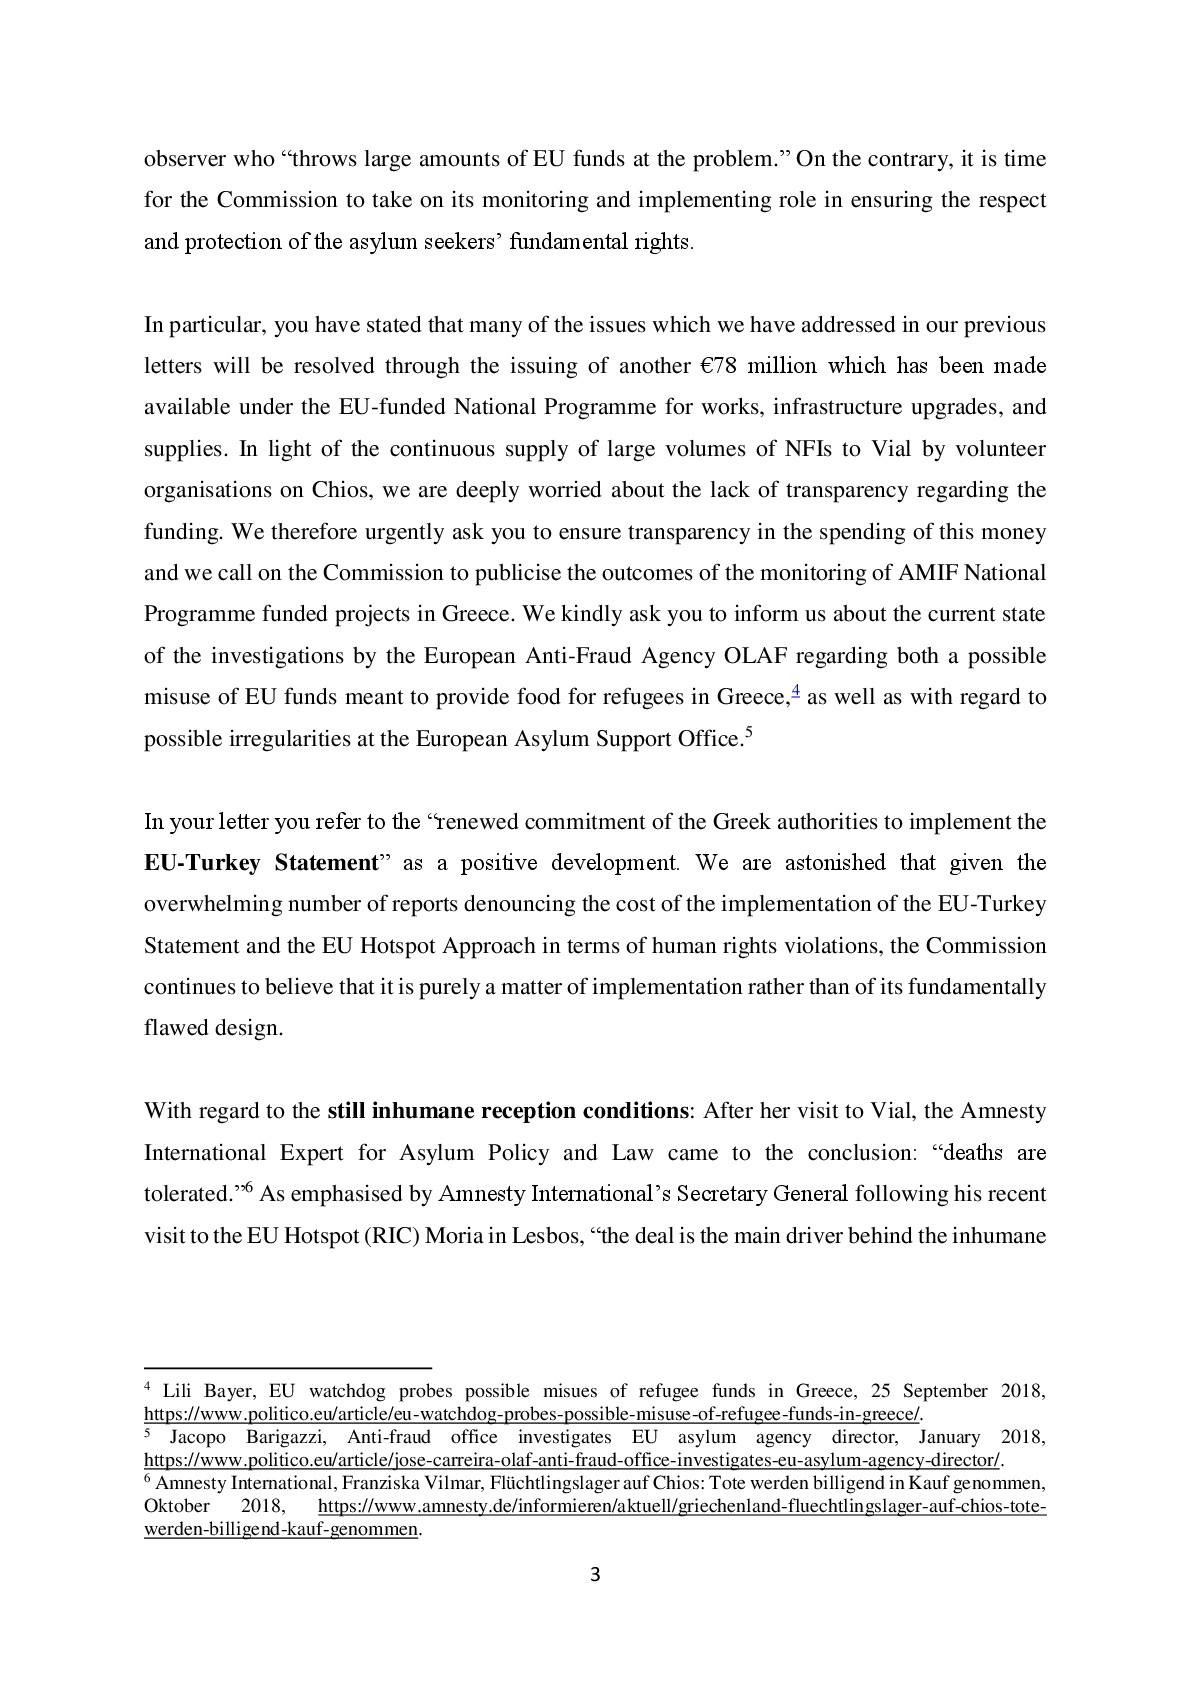 observer who “throws large amounts of EU funds at the problem.” On the contrary, it is time
for the Commission to take on its monitoring and implementing role in ensuring the respect
and protection of the asylum seekers’ fundamental rights.
In particular, you have stated that many of the issues which we have addressed in our previous
letters will be resolved through the issuing of another €78 million which has been made
available under the EU-funded National Programme for works, infrastructure upgrades, and
supplies. In light of the continuous supply of large volumes of NFIs to Vial by volunteer
organisations on Chios, we are deeply worried about the lack of transparency regarding the
funding. We therefore urgently ask you to ensure transparency in the spending of this money
and we call on the Commission to publicise the outcomes of the monitoring of AMIF National
Programme funded projects in Greece. We kindly ask you to inform us about the current state
of the investigations by the European Anti-Fraud Agency OLAF regarding both a possible
misuse of EU funds meant to provide food for refugees in Greece,4 as well as with regard to
possible irregularities at the European Asylum Support Office.5
In your letter you refer to the “renewed commitment of the Greek authorities to implement the
EU-Turkey Statement” as a positive development. We are astonished that given the
overwhelming number of reports denouncing the cost of the implementation of the EU-Turkey
Statement and the EU Hotspot Approach in terms of human rights violations, the Commission
continues to believe that it is purely a matter of implementation rather than of its fundamentally
flawed design.
With regard to the still inhumane reception conditions: After her visit to Vial, the Amnesty
International Expert for Asylum Policy and Law came to the conclusion: “deaths are
tolerated.”6 As emphasised by Amnesty International’s Secretary General following his recent
visit to the EU Hotspot (RIC) Moria in Lesbos, “the deal is the main driver behind the inhumane
4 Lili Bayer, EU watchdog probes possible misues of refugee funds in Greece, 25 September 2018,
https://www.politico.eu/article/eu-watchdog-probes-possible-misuse-of-refugee-funds-in-greece/.
5 Jacopo Barigazzi, Anti-fraud office investigates EU asylum agency director, January 2018,
https://www.politico.eu/article/jose-carreira-olaf-anti-fraud-office-investigates-eu-asylum-agency-director/.
6 Amnesty International, Franziska Vilmar, Flüchtlingslager auf Chios: Tote werden billigend in Kauf genommen,
Oktober 2018, https://www.amnesty.de/informieren/aktuell/griechenland-fluechtlingslager-auf-chios-tote-
werden-billigend-kauf-genommen.
3